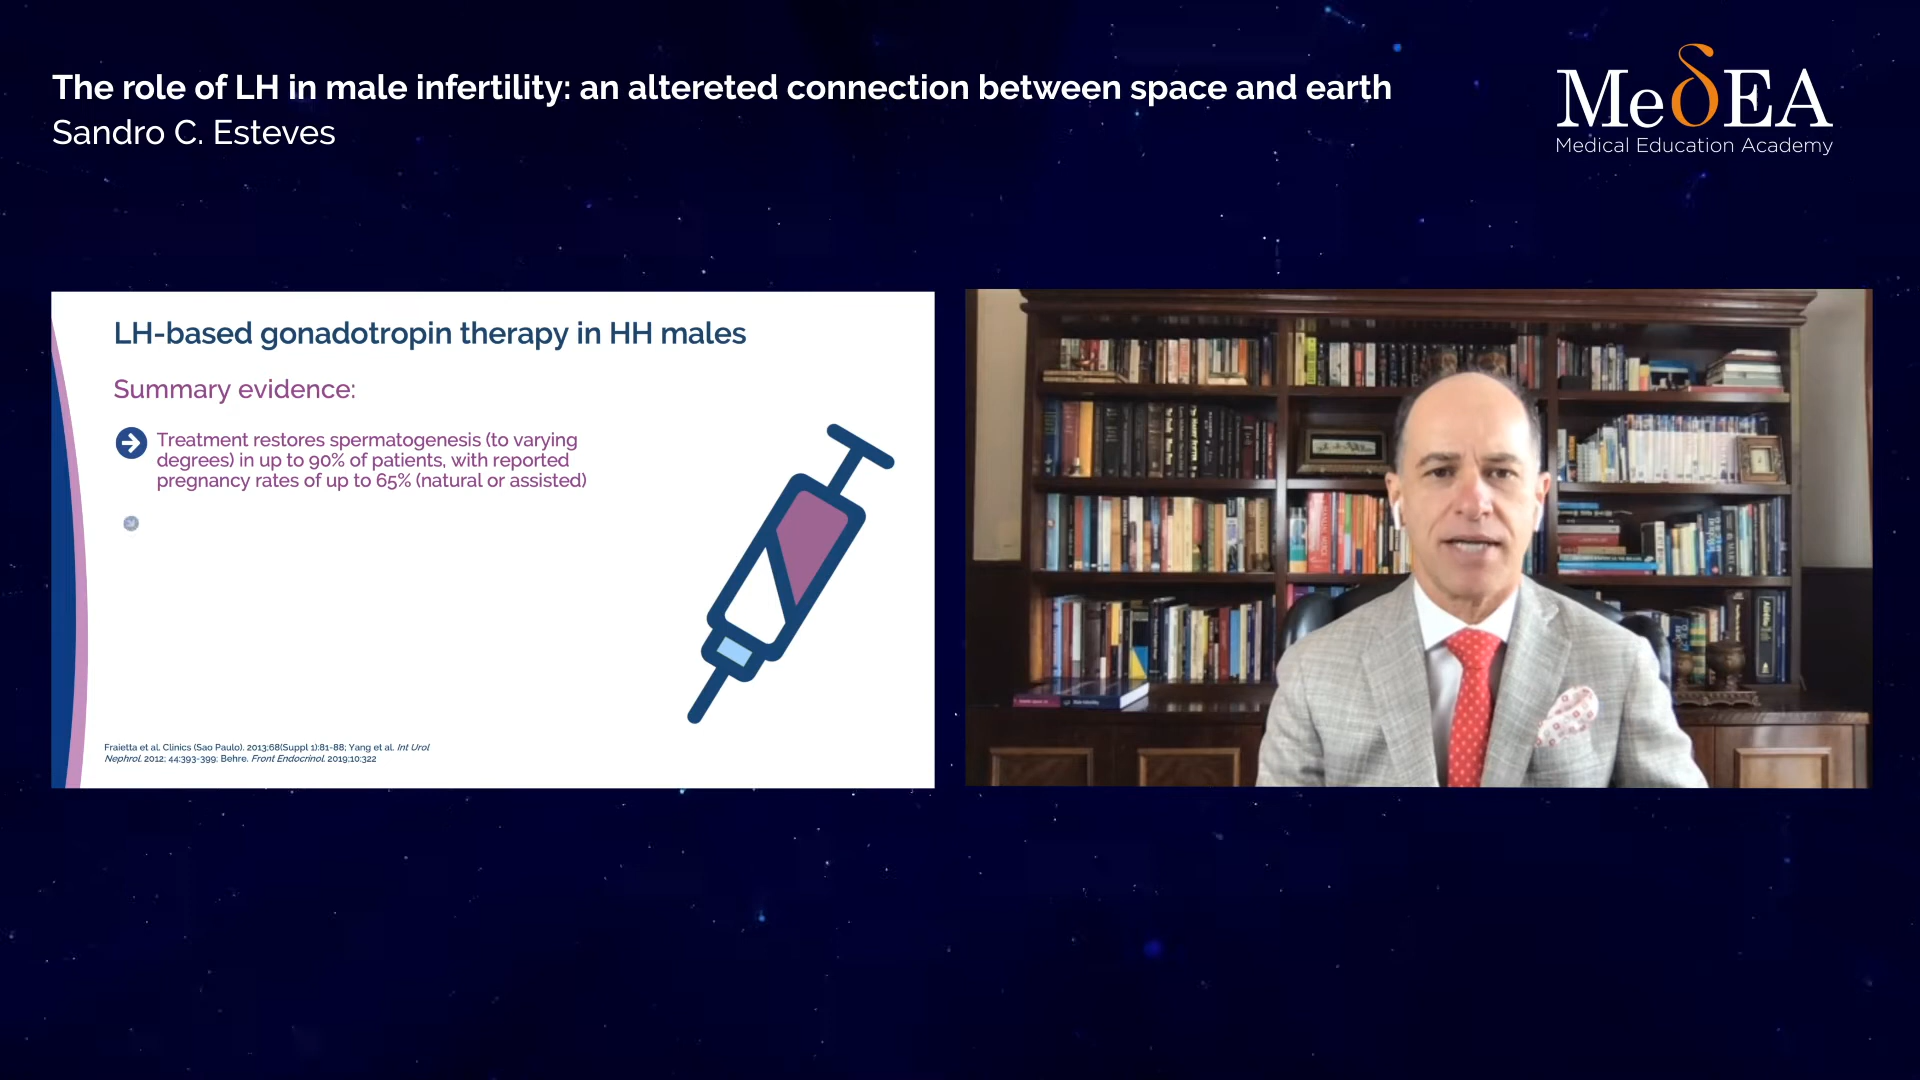 The role of LH in male infertility: an altereted connection between space and earth
Sandro C. Esteves
MeδEA
Medical Education Academy
LH-based gonadotropin therapy in HH males
Summary evidence:
Treatment restores spermatogenesis (to varying
degrees) in up to 90% of patients, with reported
pregnancy rates of up to 65% (natural or assisted)
Fraietta et al. Clinics (Sao Paulo). 2013;68(Suppl 1):81-88; Yang et al. Int Urol
Nephrol. 2012; 44:393-399; Behre. Front Endocrinol. 2019;10:322